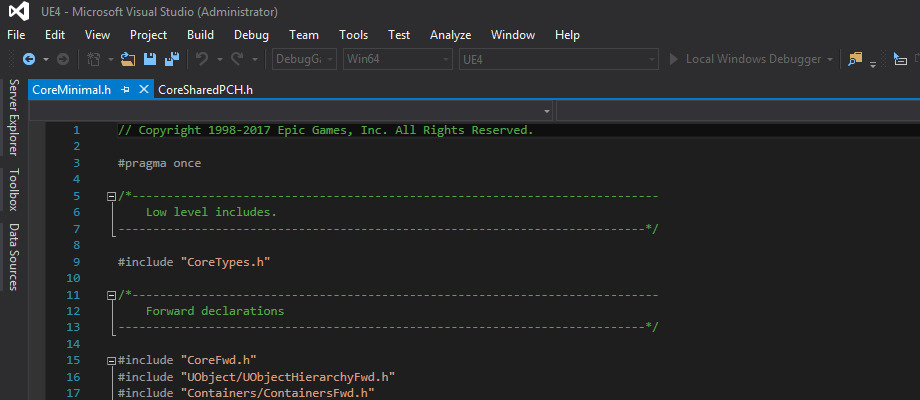 UE4 - Microsoft Visual Studio (Administrator)
File Edit View Project Build Debug Team Tools Test Analyze Window Help
Win64 UE4 Local Windows Debugger
CoreMinimal.h CoreSharedPCH.h
Server Explorer
Toolbox
Data Sources
1 // Copyright 1998-2017 Epic Games, Inc. All Rights Reserved.
2
3 #pragma once
4
5 /*----------------------------------------------------------------------------
6 Low level includes.
7 ----------------------------------------------------------------------------*/
8
9 #include "CoreTypes.h"
10
11 /*----------------------------------------------------------------------------
12 Forward declarations
13 ----------------------------------------------------------------------------*/
14
15 #include "CoreFwd.h"
16 #include "UObject/UObjectHierarchyFwd.h"
17 #include "Containers/ContainersFwd.h"